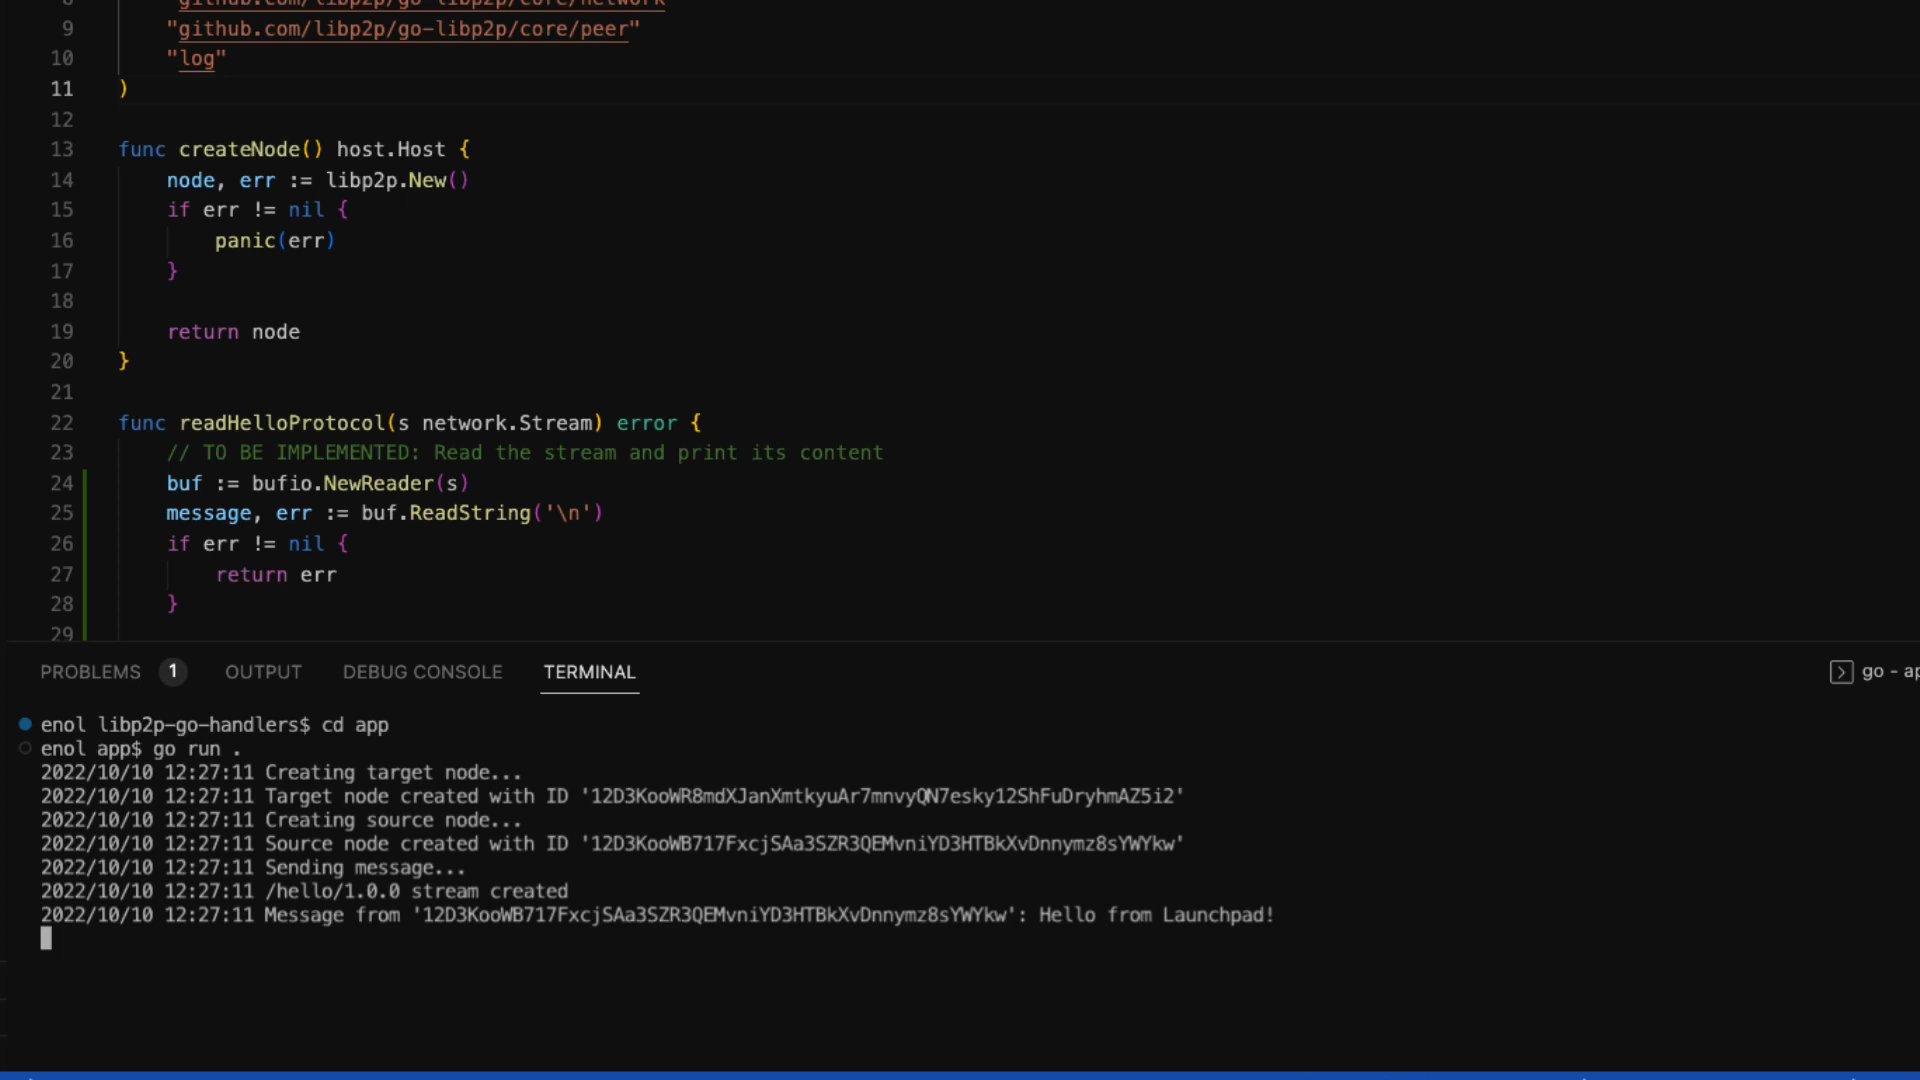 8 "github.com/libp2p/go-libp2p/core/network"
9 "github.com/libp2p/go-libp2p/core/peer"
10 "log"
11 )
12
13 func createNode() host.Host {
14 node, err := libp2p.New()
15 if err != nil {
16 panic(err)
17 }
18
19 return node
20 }
21
22 func readHelloProtocol(s network.Stream) error {
23 // TO BE IMPLEMENTED: Read the stream and print its content
24 buf := bufio.NewReader(s)
25 message, err := buf.ReadString('\n')
26 if err != nil {
27 return err
28 }
29
PROBLEMS 1 OUTPUT DEBUG CONSOLE TERMINAL go - ap
enol libp2p-go-handlers$ cd app
enol app$ go run .
2022/10/10 12:27:11 Creating target node...
2022/10/10 12:27:11 Target node created with ID '12D3KooWR8mdXJanXmtkyuAr7mnvyQN7esky12ShFuDryhmAZ5i2'
2022/10/10 12:27:11 Creating source node...
2022/10/10 12:27:11 Source node created with ID '12D3KooWB717FxcjSAa3SZR3QEMvniYD3HTBkXvDnnymz8sYWYkw'
2022/10/10 12:27:11 Sending message...
2022/10/10 12:27:11 /hello/1.0.0 stream created
2022/10/10 12:27:11 Message from '12D3KooWB717FxcjSAa3SZR3QEMvniYD3HTBkXvDnnymz8sYWYkw': Hello from Launchpad!